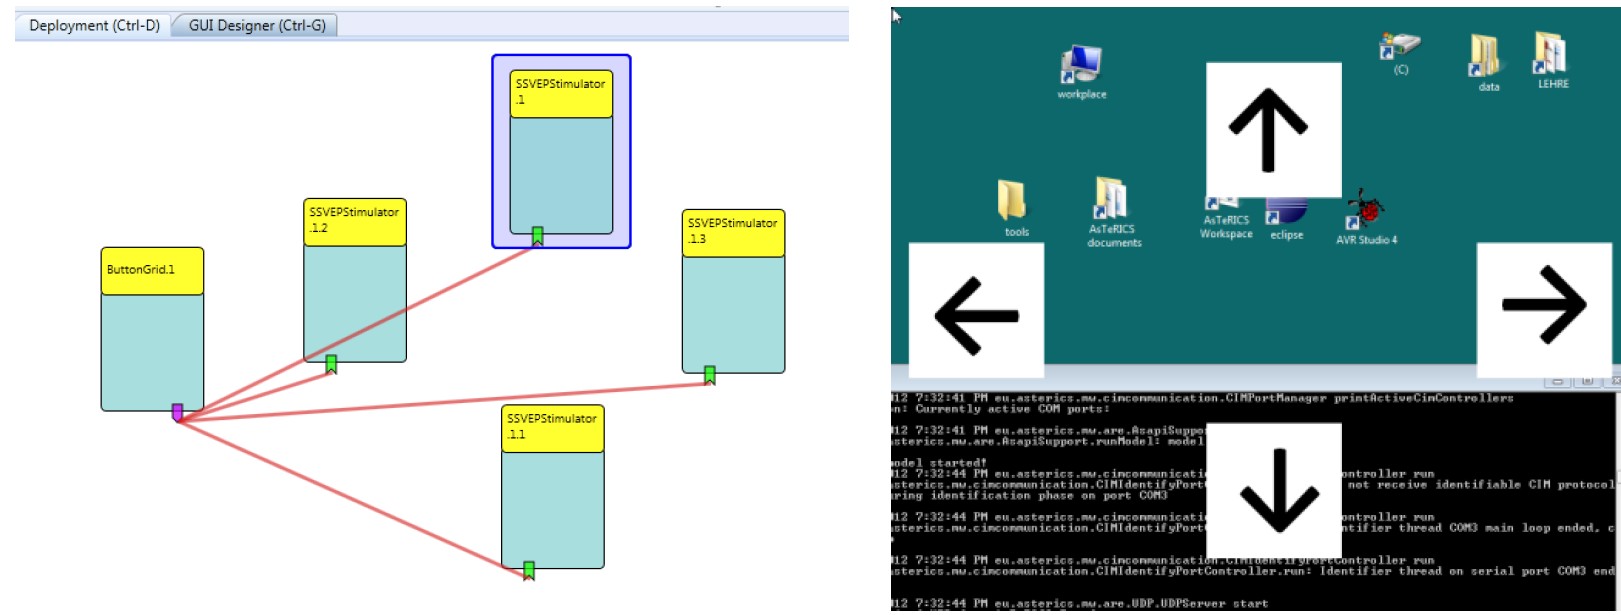 Deployment (Ctrl-D)
GUI Designer (Ctrl-G)
SSVEPStimulator
.1
SSVEPStimulator
.1.2
SSVEPStimulator
.1.3
ButtonGrid.1
SSVEPStimulator
.1.1
(C)
workplace
data
LEHRE
tools
AsTeRICS
documents
AsTeRICS
Workspace
eclipse
AVR Studio 4
12 7:32:41 PM eu.asterics.mw.cimcommunication.CIMPortManager printActiveCimControllers
n: Currently active COM ports:
12 7:32:41 PM eu.asterics.mw.are.AsapiSuppo
sterics.mw.are.AsapiSupport.runModel: model
odel started!
12 7:32:44 PM eu.asterics.mw.cimcommunicati ontroller run
sterics.mw.cimcommunication.CIMIdentifyPort not receive identifiable CIM protocol
ring identification phase on port COM3
12 7:32:44 PM eu.asterics.mw.cimcommunicati ontroller run
sterics.mw.cimcommunication.CIMIdentifyPort ntifier thread COM3 main loop ended, c
12 7:32:44 PM eu.asterics.mw.cimcommunication.CIMIdentifyPortController run
sterics.mw.cimcommunication.CIMIdentifyPortController.run: Identifier thread on serial port COM3 end
12 7:32:44 PM eu.asterics.mw.are.UDP.UDPServer start